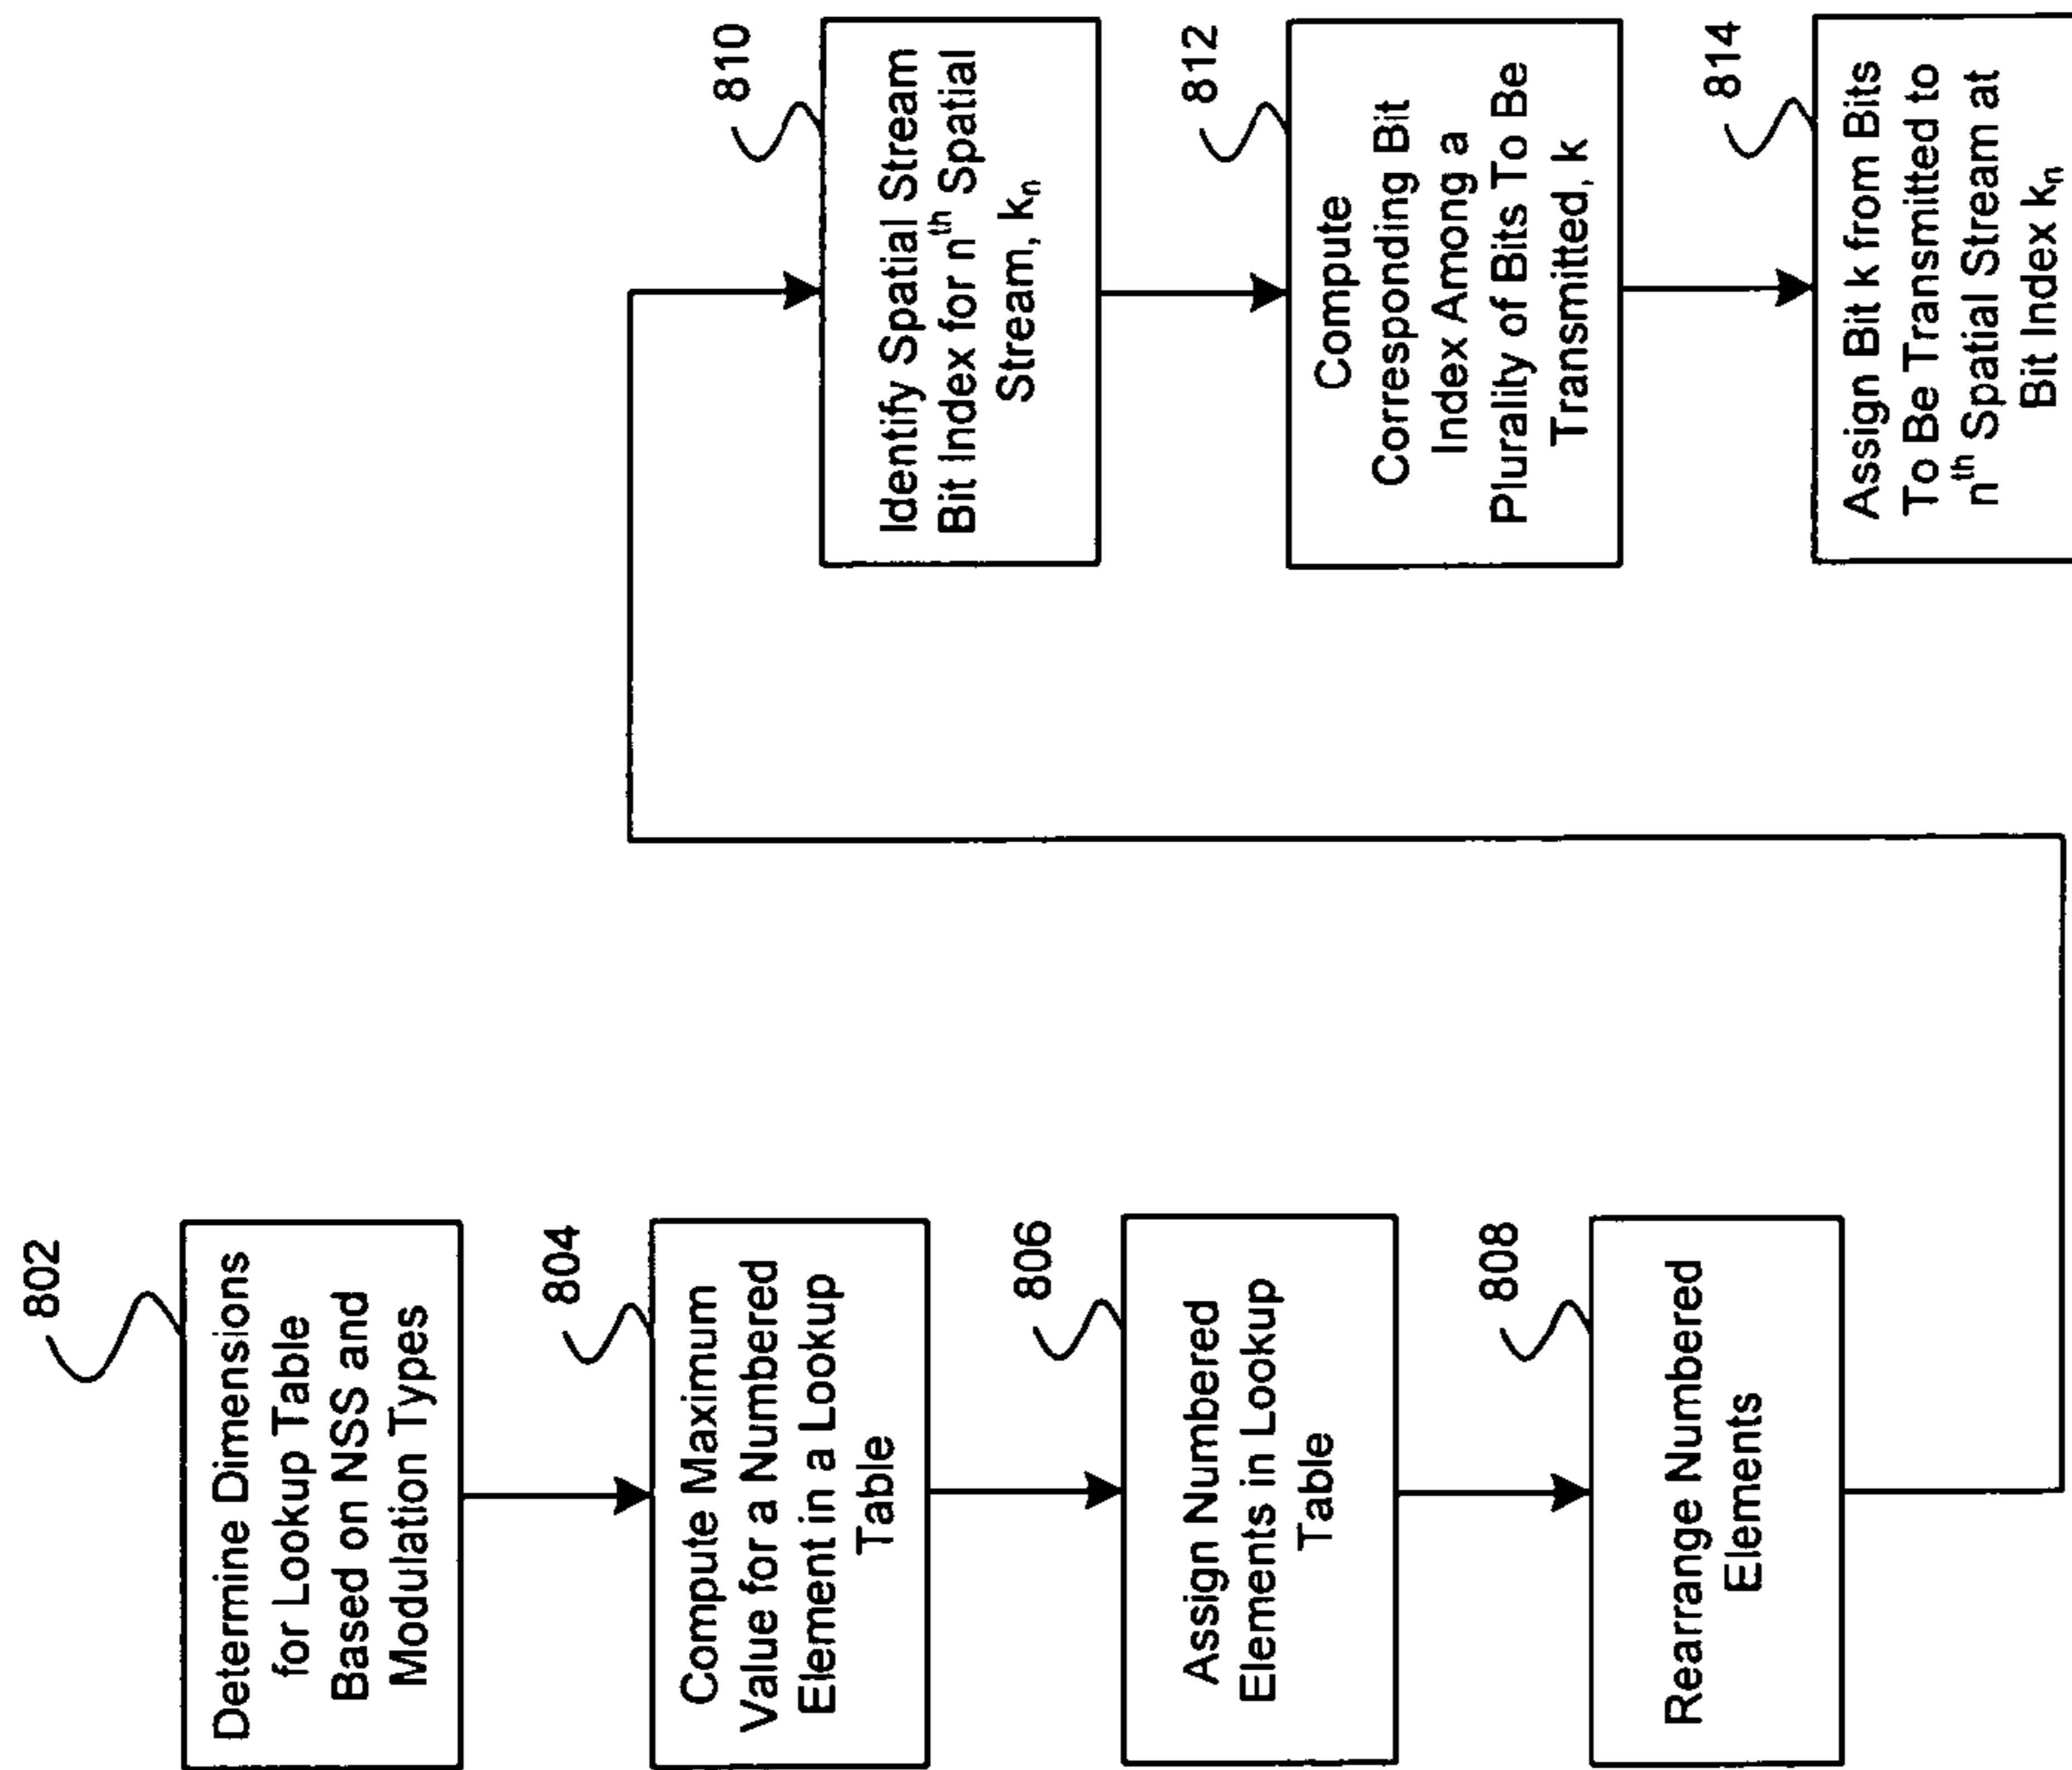 802
Determine Dimensions
for Lookup Table
Based on NSS and
Modulation Types
804
Compute Maximum
Value for a Numbered
Element in a Lookup
Table
806
Assign Numbered
Elements in Lookup
Table
808
Rearrange Numbered
Elements
810
Identify Spatial Stream
Bit Index for nth Spatial
Stream, kn
812
Compute
Corresponding Bit
Index Among a
Plurality of Bits To Be
Transmitted, k
814
Assign Bit k from Bits
To Be Transmitted to
nth Spatial Stream at
Bit Index kn